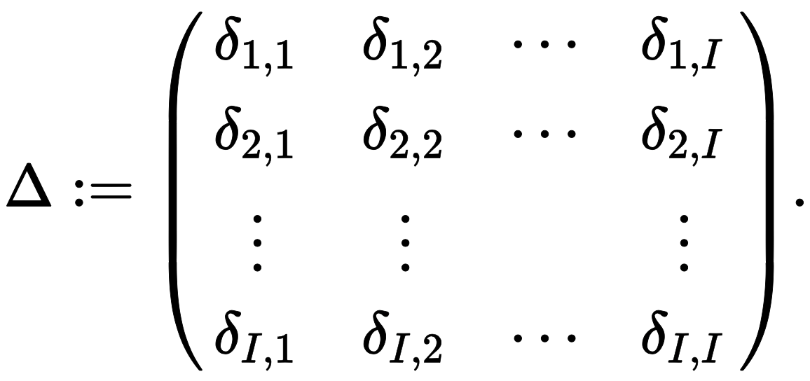 Δ := ( δ_{1,1} δ_{1,2} ⋯ δ_{1,I}
δ_{2,1} δ_{2,2} ⋯ δ_{2,I}
⋮ ⋮ ⋮
δ_{I,1} δ_{I,2} ⋯ δ_{I,I} ) .